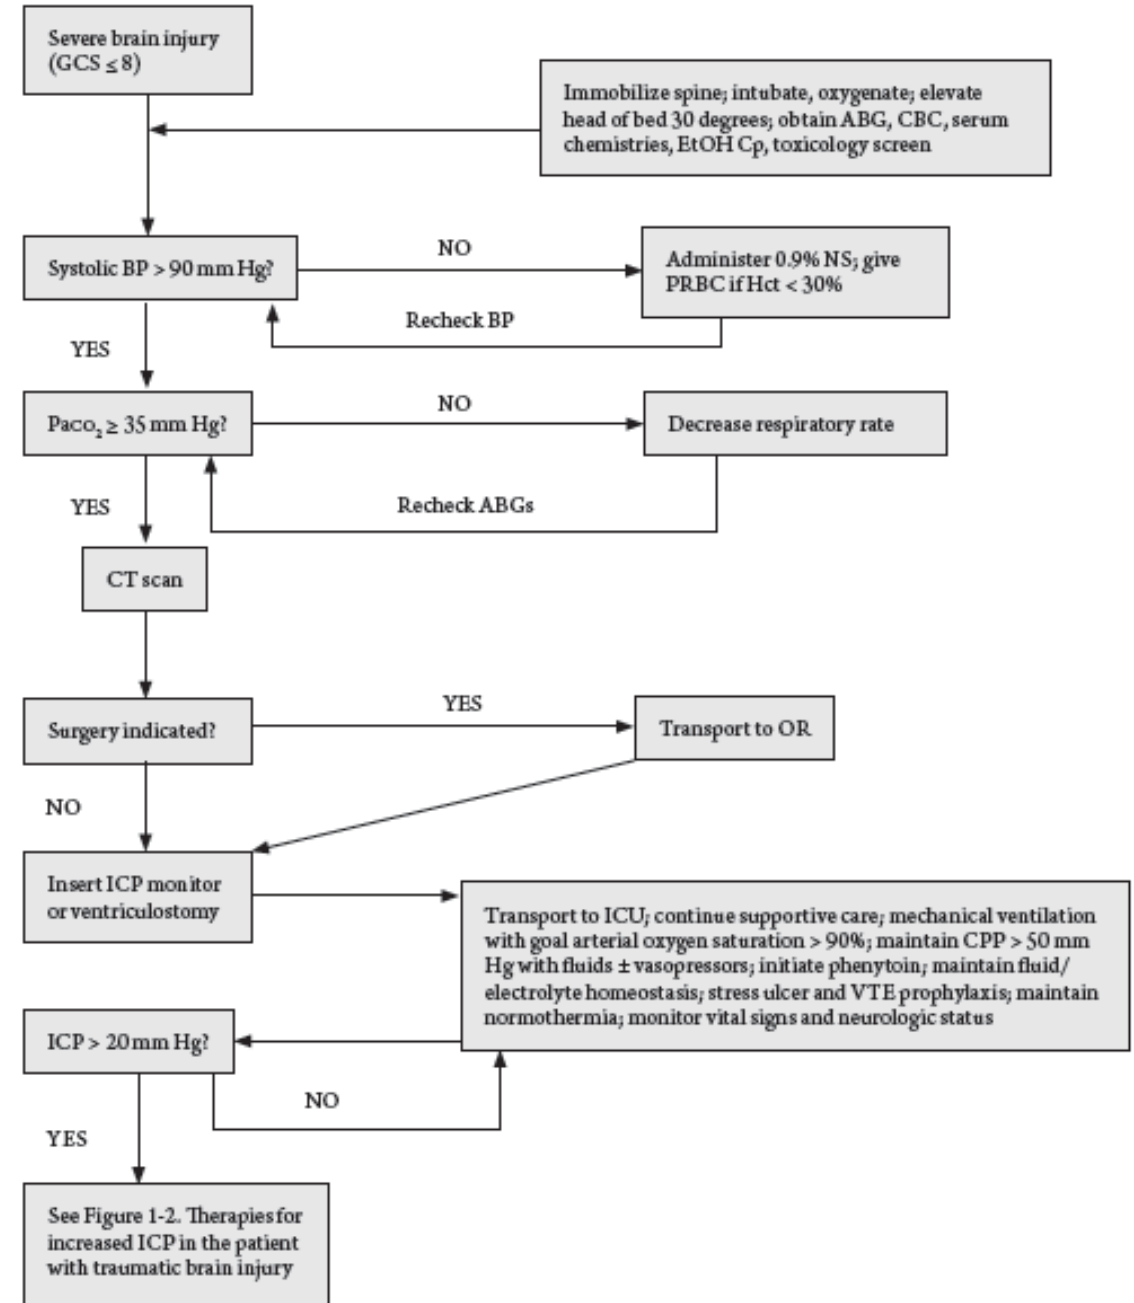 Severe brain injury
(GCS ≤ 8)
Immobilize spine; intubate, oxygenate; elevate
head of bed 30 degrees; obtain ABG, CBC, serum
chemistries, EtOH Cp, toxicology screen
Systolic BP > 90 mm Hg?
NO
Administer 0.9% NS; give
PRBC if Hct < 30%
Recheck BP
YES
Paco₂ ≥ 35 mm Hg?
NO
Decrease respiratory rate
Recheck ABGs
YES
CT scan
Surgery indicated?
YES
Transport to OR
NO
Insert ICP monitor
or ventriculostomy
Transport to ICU; continue supportive care; mechanical ventilation
with goal arterial oxygen saturation > 90%; maintain CPP > 50 mm
Hg with fluids ± vasopressors; initiate phenytoin; maintain fluid/
electrolyte homeostasis; stress ulcer and VTE prophylaxis; maintain
normothermia; monitor vital signs and neurologic status
ICP > 20 mm Hg?
NO
YES
See Figure 1-2. Therapies for
increased ICP in the patient
with traumatic brain injury